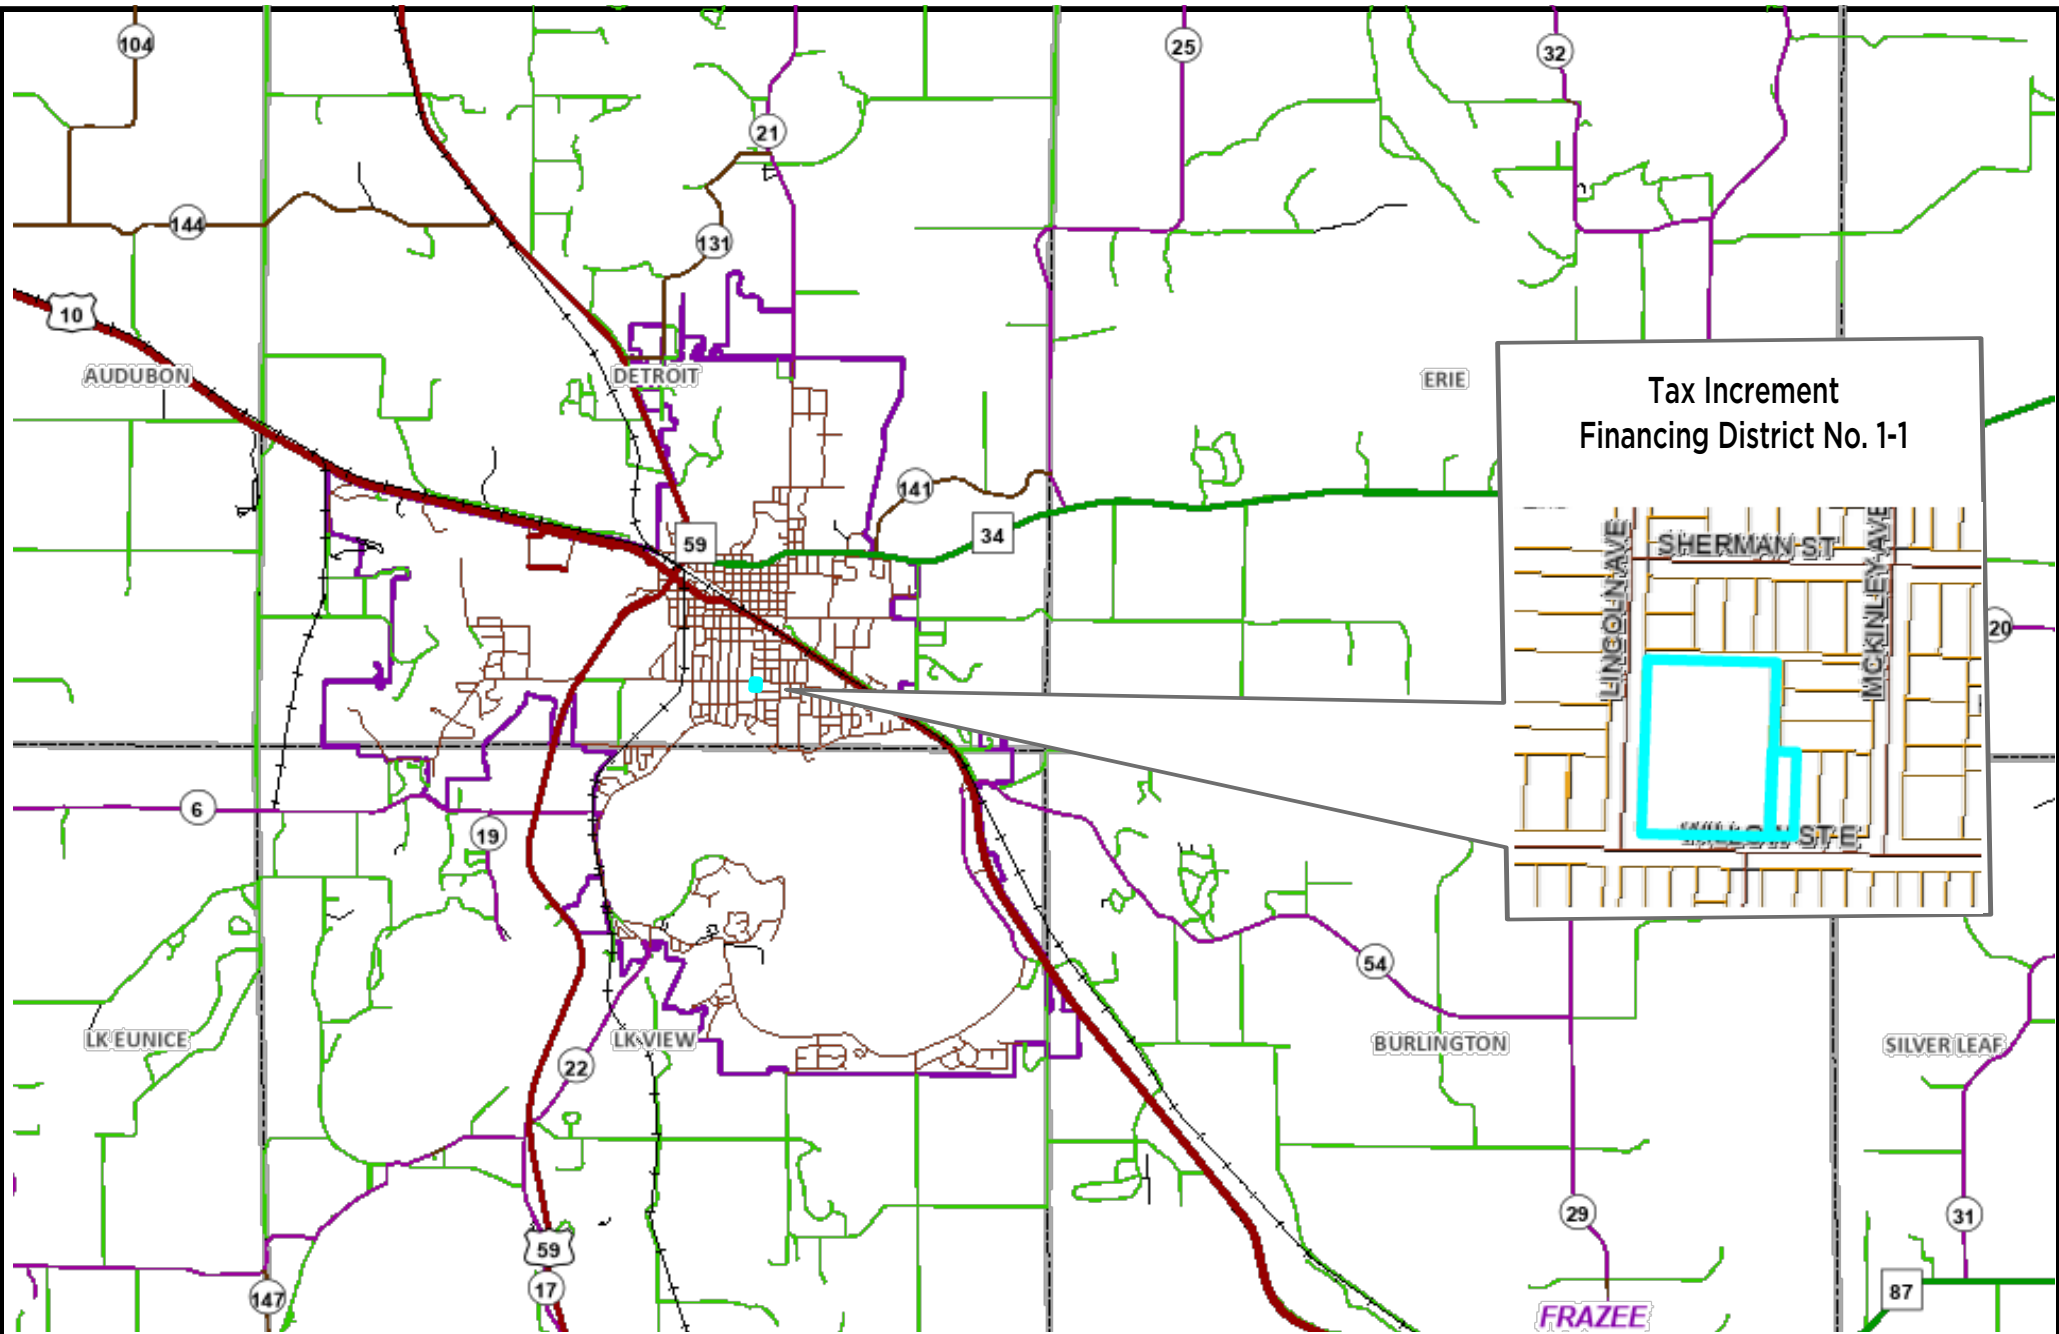 104
25
32
21
144
131
10
AUDUBON
DETROIT
ERIE
Tax Increment
Financing District No. 1-1
141
34
59
LINCOLN AVE
SHERMAN ST
MCKINLEY AVE
20
WILLOW ST E
6
19
54
LK EUNICE
LK VIEW
BURLINGTON
SILVER LEAF
22
29
31
59
17
147
87
FRAZEE